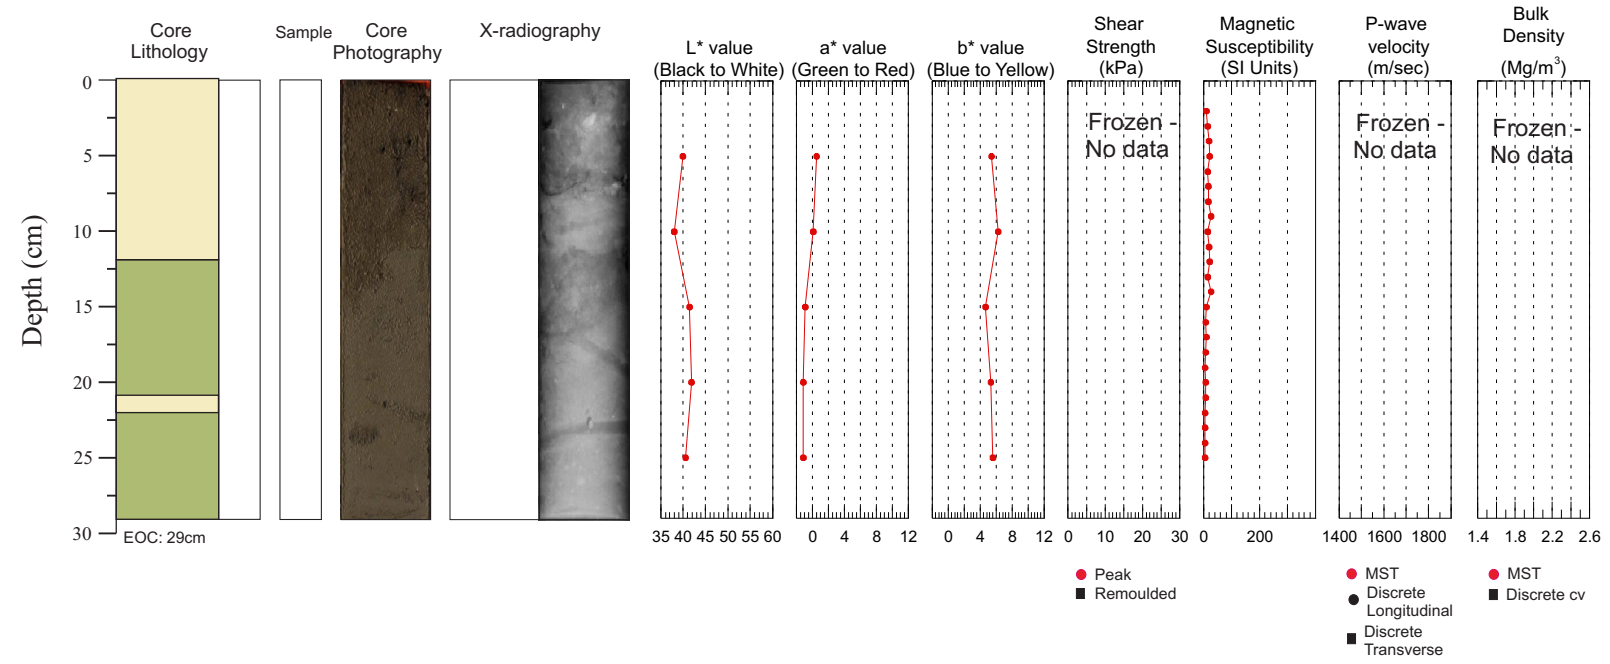 Core
Lithology
Sample
Core
Photography
X-radiography
L* value
(Black to White)
a* value
(Green to Red)
b* value
(Blue to Yellow)
Shear
Strength
(kPa)
Magnetic
Susceptibility
(SI Units)
P-wave
velocity
(m/sec)
Bulk
Density
(Mg/m³)
Depth (cm)
0
5
10
15
20
25
30
EOC: 29cm
Frozen -
No data
Frozen -
No data
Frozen -
No data
35 40 45 50 55 60
0 4 8 12
0 4 8 12
0 10 20 30
0 200
1400 1600 1800
1.4 1.8 2.2 2.6
Peak
Remoulded
MST
Discrete
Longitudinal
Discrete
Transverse
MST
Discrete cv